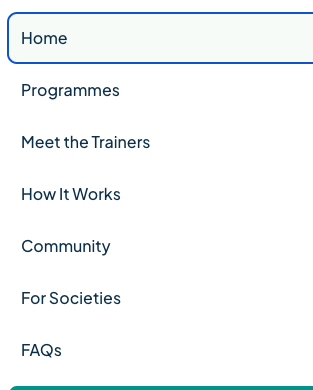 Home
Programmes
Meet the Trainers
How It Works
Community
For Societies
FAQs